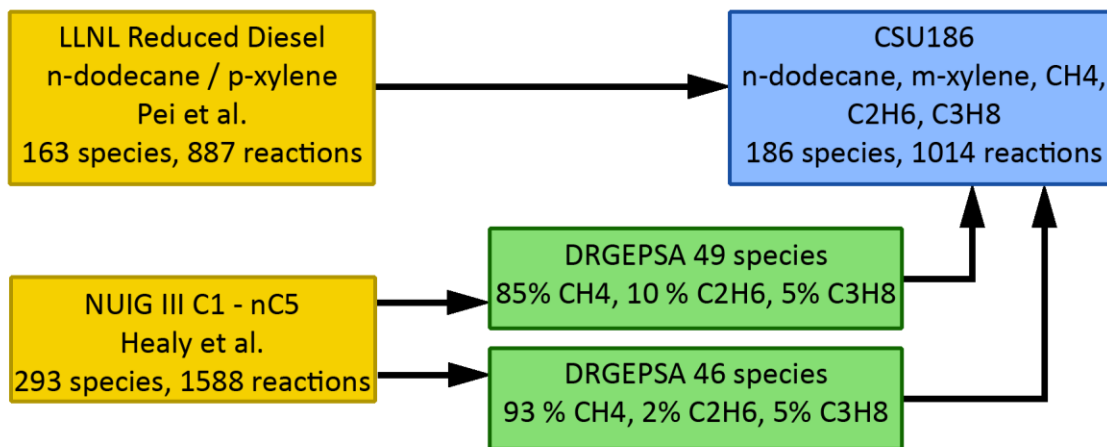 LLNL Reduced Diesel
n-dodecane / p-xylene
Pei et al.
163 species, 887 reactions
CSU186
n-dodecane, m-xylene, CH4,
C2H6, C3H8
186 species, 1014 reactions
NUIG III C1 - nC5
Healy et al.
293 species, 1588 reactions
DRGEPSA 49 species
85% CH4, 10 % C2H6, 5% C3H8
DRGEPSA 46 species
93 % CH4, 2% C2H6, 5% C3H8